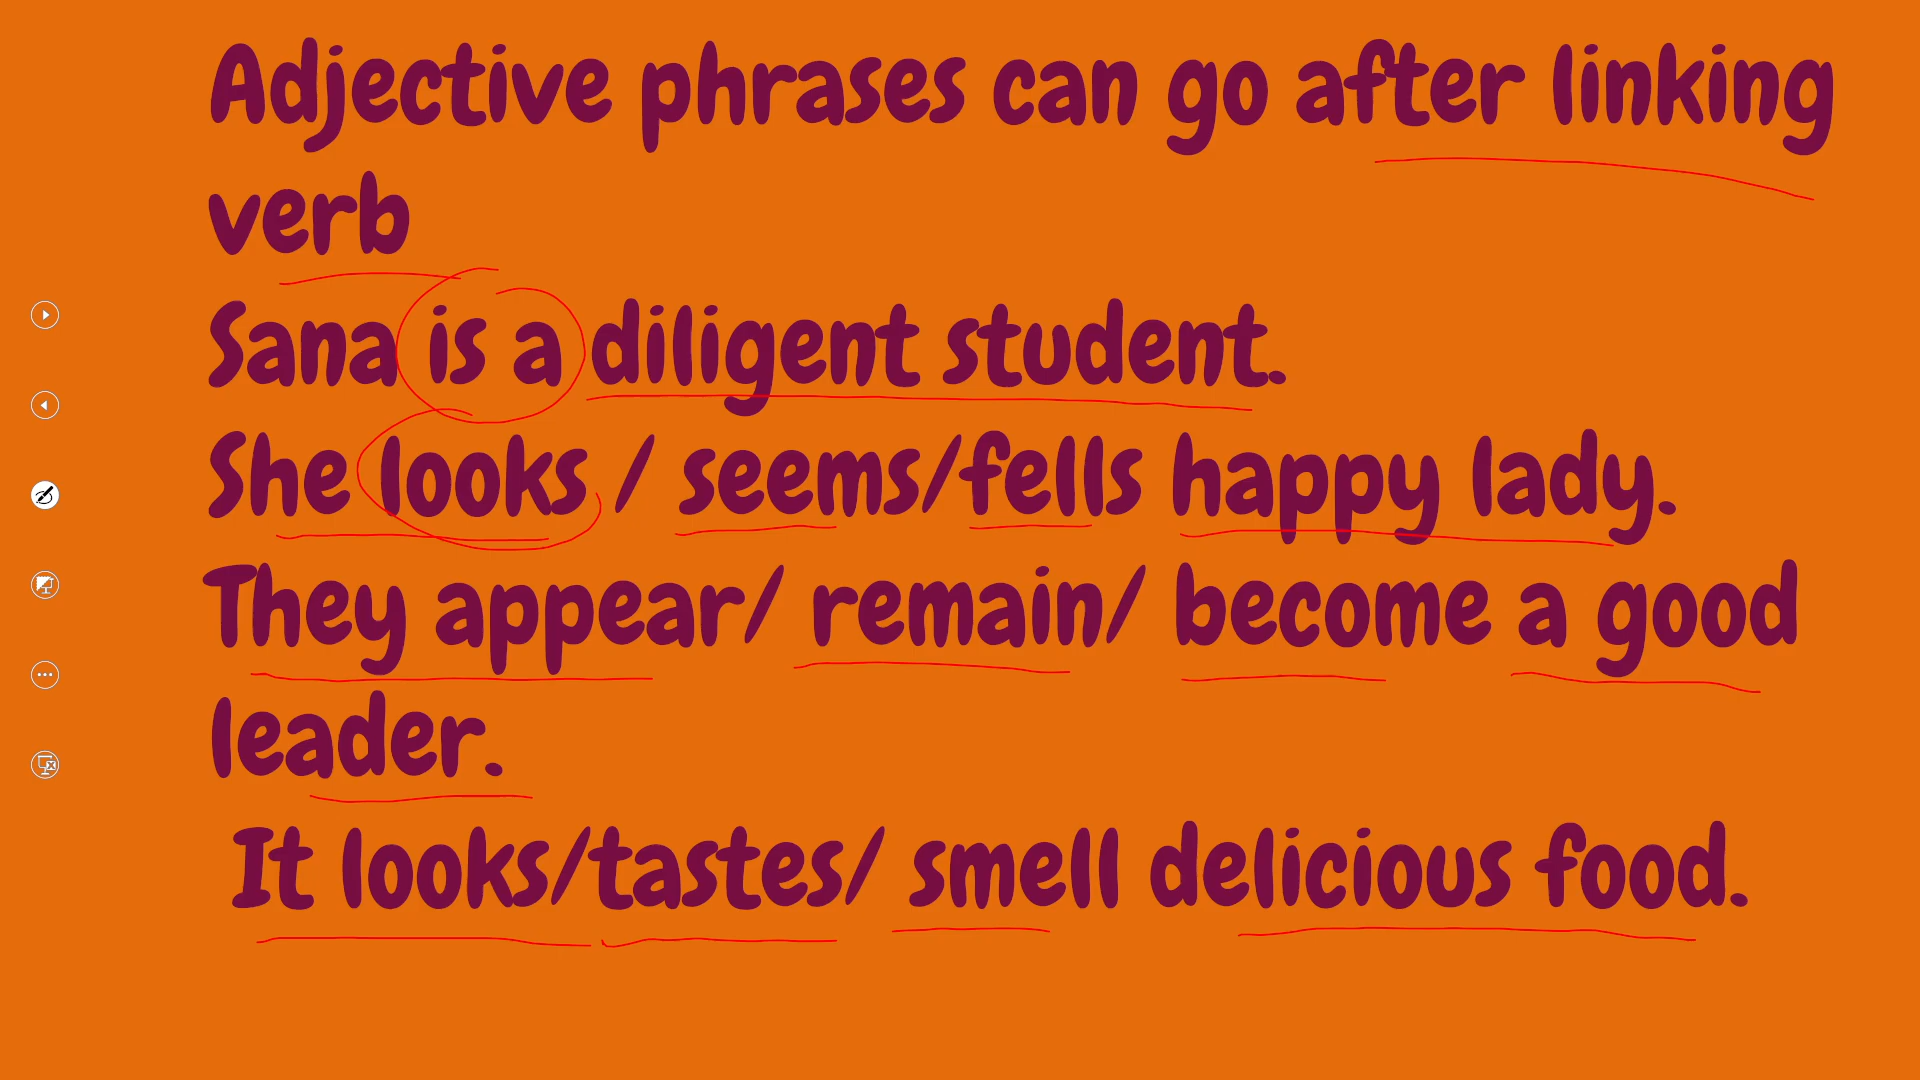 Adjective phrases can go after linking
verb
Sana is a diligent student.
She looks / seems/fells happy lady.
They appear/ remain/ become a good
leader.
It looks/tastes/ smell delicious food.